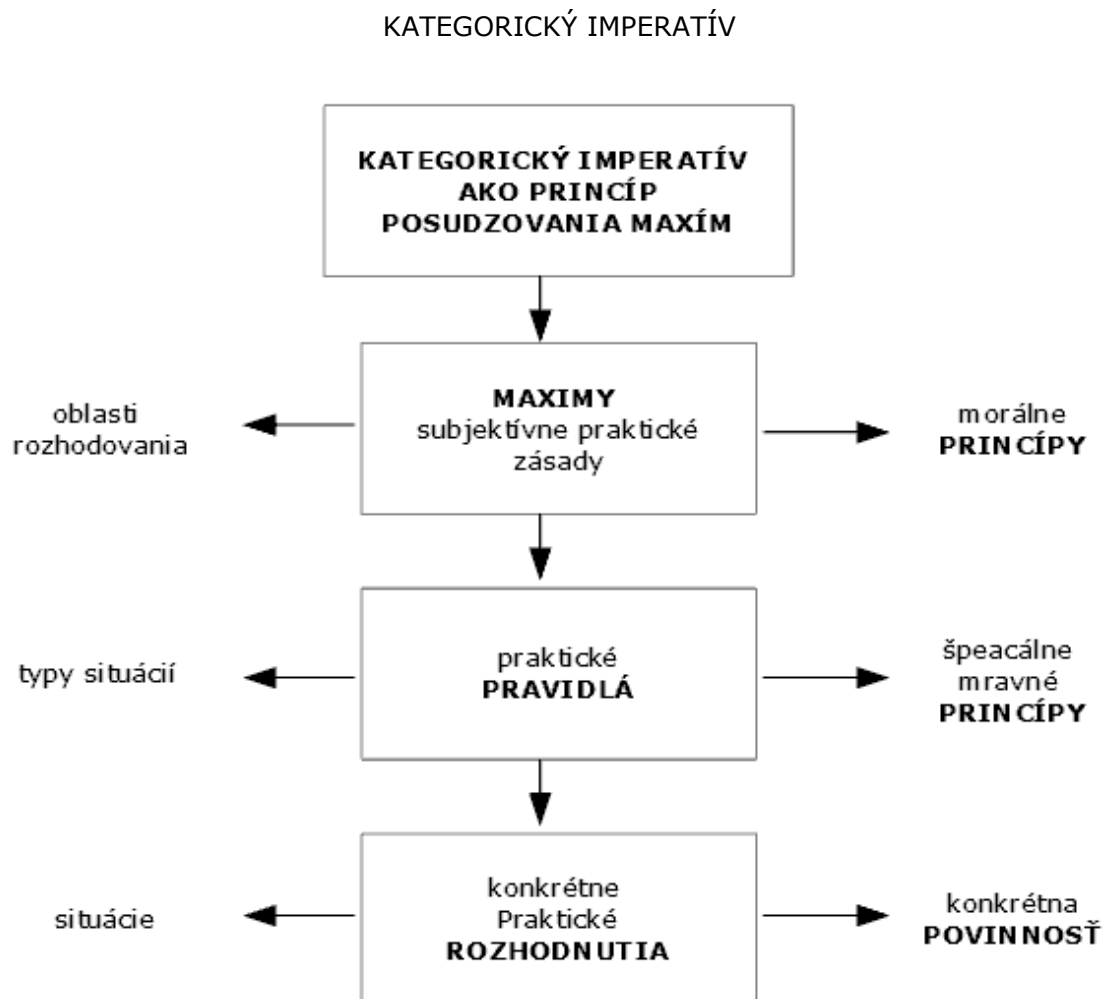 KATEGORICKÝ IMPERATÍV
KATEGORICKÝ IMPERATÍV
AKO PRINCÍP
POSUDZOVANIA MAXÍM
oblasti
rozhodovania
MAXIMY
subjektívne praktické
zásady
morálne
PRINCÍPY
typy situácií
praktické
PRAVIDLÁ
špeacálne
mravné
PRINCÍPY
situácie
konkrétne
Praktické
ROZHODNUTIA
konkrétna
POVINNOSŤ